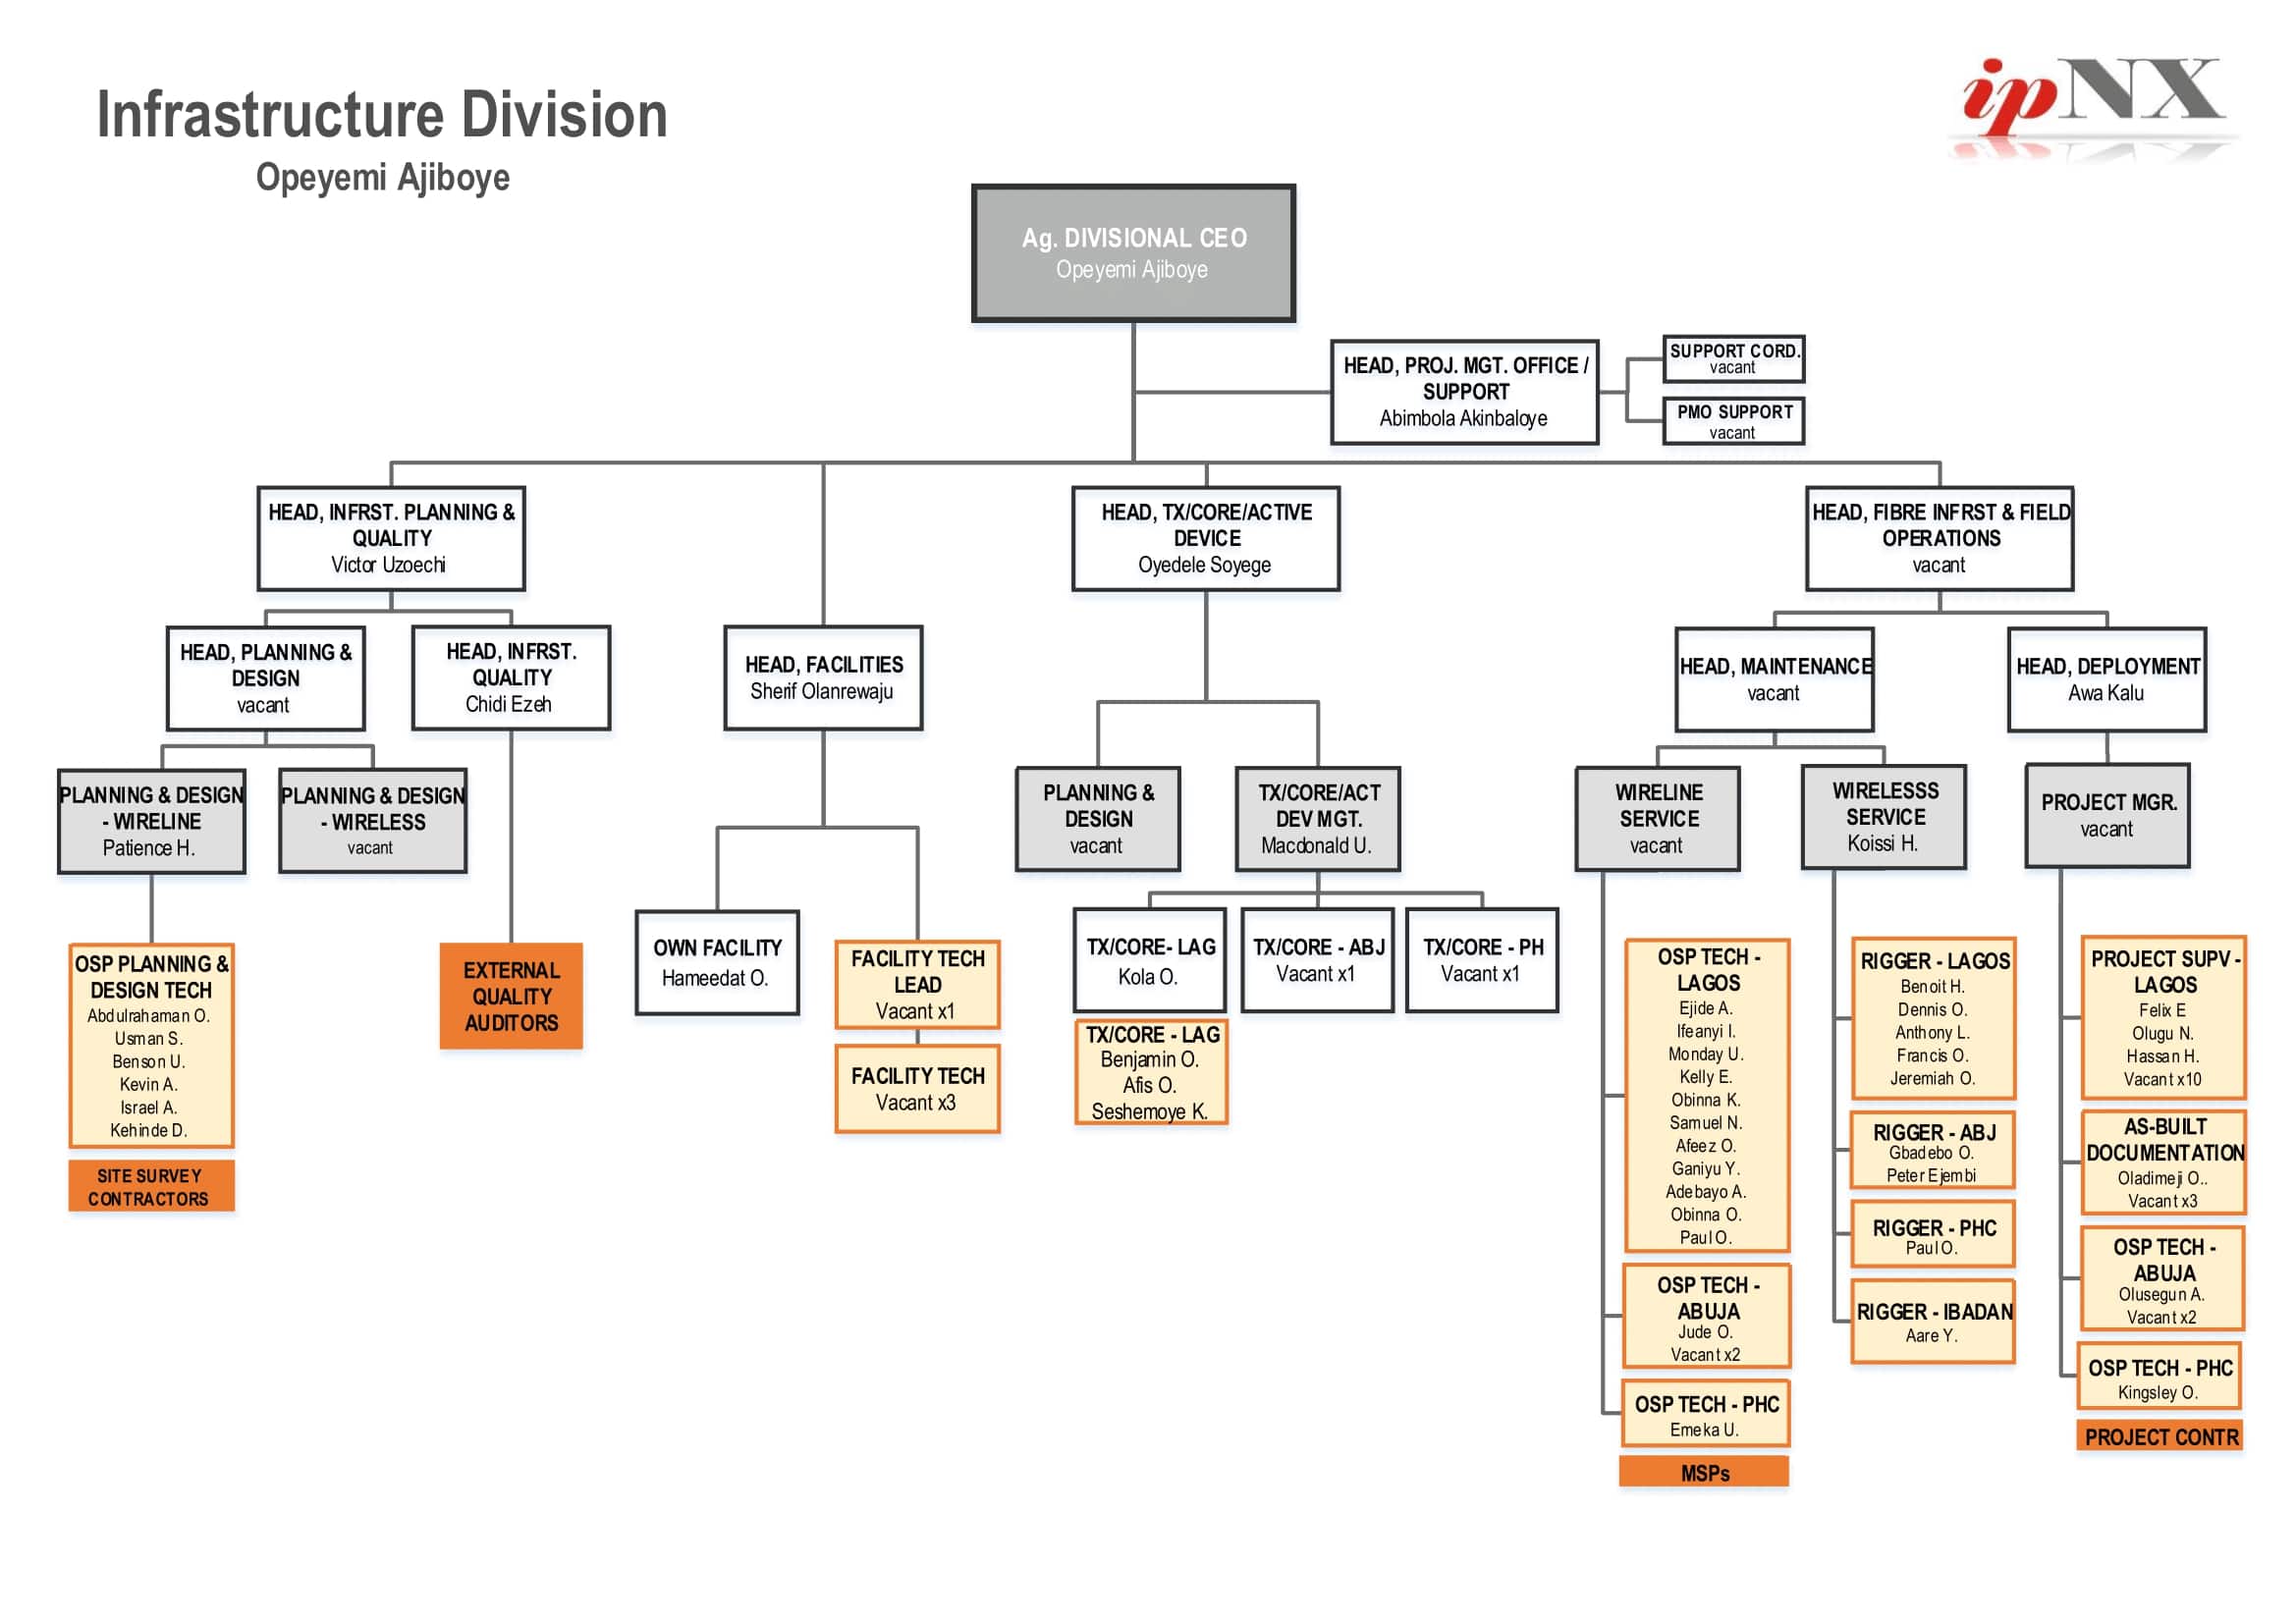 Infrastructure Division
Opeyemi Ajiboye
ipNX
Ag. DIVISIONAL CEO
Opeyemi Ajiboye
HEAD, PROJ. MGT. OFFICE /
SUPPORT
Abimbola Akinbaloye
SUPPORT CORD.
vacant
PMO SUPPORT
vacant
HEAD, INFRST. PLANNING &
QUALITY
Victor Uzoechi
HEAD, TX/CORE/ACTIVE
DEVICE
Oyedele Soyege
HEAD, FIBRE INFRST & FIELD
OPERATIONS
vacant
HEAD, PLANNING &
DESIGN
vacant
HEAD, INFRST.
QUALITY
Chidi Ezeh
HEAD, FACILITIES
Sherif Olanrewaju
HEAD, MAINTENANCE
vacant
HEAD, DEPLOYMENT
Awa Kalu
PLANNING & DESIGN
- WIRELINE
Patience H.
PLANNING & DESIGN
- WIRELESS
vacant
PLANNING &
DESIGN
vacant
TX/CORE/ACT
DEV MGT.
Macdonald U.
WIRELINE
SERVICE
vacant
WIRELESSS
SERVICE
Koissi H.
PROJECT MGR.
vacant
OSP PLANNING &
DESIGN TECH
Abdulrahaman O.
Usman S.
Benson U.
Kevin A.
Israel A.
Kehinde D.
SITE SURVEY
CONTRACTORS
EXTERNAL
QUALITY
AUDITORS
OWN FACILITY
Hameedat O.
FACILITY TECH
LEAD
Vacant x1
FACILITY TECH
Vacant x3
TX/CORE- LAG
Kola O.
TX/CORE - ABJ
Vacant x1
TX/CORE - PH
Vacant x1
TX/CORE - LAG
Benjamin O.
Afis O.
Seshemoye K.
OSP TECH -
LAGOS
Ejide A.
Ifeanyi I.
Monday U.
Kelly E.
Obinna K.
Samuel N.
Afeez O.
Ganiyu Y.
Adebayo A.
Obinna O.
Paul O.
OSP TECH -
ABUJA
Jude O.
Vacant x2
OSP TECH - PHC
Emeka U.
MSPs
RIGGER - LAGOS
Benoit H.
Dennis O.
Anthony L.
Francis O.
Jeremiah O.
RIGGER - ABJ
Gbadebo O.
Peter Ejembi
RIGGER - PHC
Paul O.
RIGGER - IBADAN
Aare Y.
PROJECT SUPV -
LAGOS
Felix E
Olugu N.
Hassan H.
Vacant x10
AS-BUILT
DOCUMENTATION
Oladimeji O..
Vacant x3
OSP TECH -
ABUJA
Olusegun A.
Vacant x2
OSP TECH - PHC
Kingsley O.
PROJECT CONTR